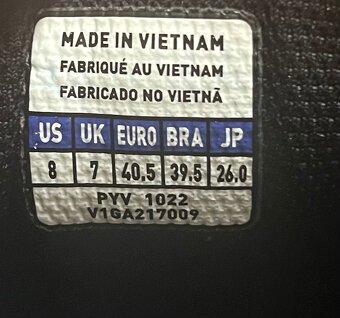 MADE IN VIETNAM
FABRIQUÉ AU VIETNAM
FABRICADO NO VIETNÃ
US UK EURO BRA JP
8 7 40.5 39.5 26.0
PYV 1022
V1GA217009